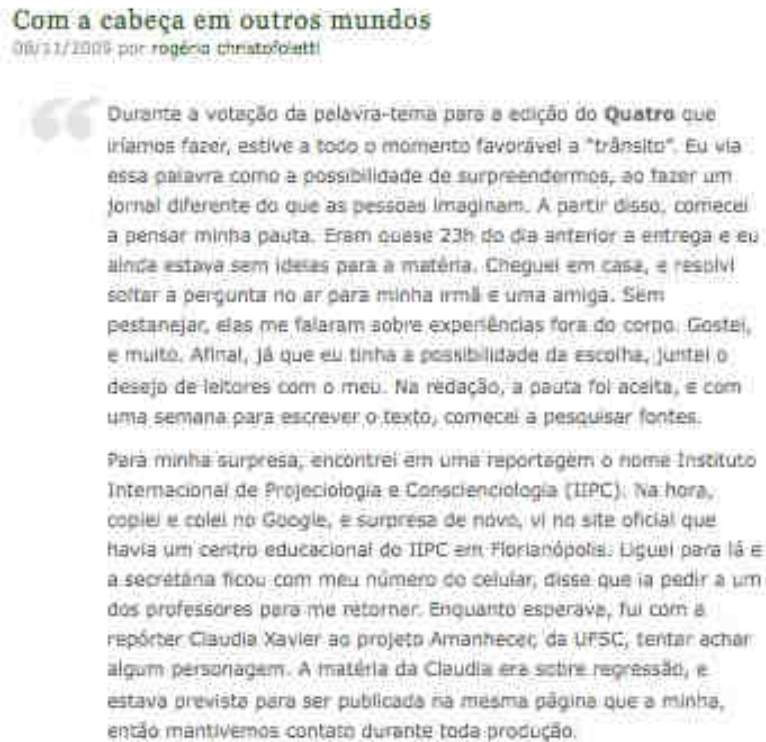 Com a cabeça em outros mundos
por rogério christofoletti
Durante a votação da palavra-tema para a edição do Quatro que
iríamos fazer, estive a todo o momento favorável a "trânsito". Eu via
essa palavra como a possibilidade de surpreendermos, ao fazer um
jornal diferente do que as pessoas imaginam. A partir disso, comecei
a pensar minha pauta. Eram quase 23h do dia anterior a entrega e eu
ainda estava sem ideias para a matéria. Cheguei em casa, e resolvi
soltar a pergunta no ar para minha irmã e uma amiga. Sem
pestanejar, elas me falaram sobre experiências fora do corpo. Gostei,
e muito. Afinal, já que eu tinha a possibilidade da escolha, juntei o
desejo de leitores com o meu. Na redação, a pauta foi aceita, e com
uma semana para escrever o texto, comecei a pesquisar fontes.
Para minha surpresa, encontrei em uma reportagem o nome Instituto
Internacional de Projeciologia e Conscienciologia (IIPC). Na hora,
copiei e colei no Google, e surpresa de novo, vi no site oficial que
havia um centro educacional do IIPC em Florianópolis. Liguei para lá e
a secretária ficou com meu número do celular, disse que ia pedir a um
dos professores para me retornar. Enquanto esperava, fui com a
repórter Claudia Xavier ao projeto Amanhecer, da UFSC, tentar achar
algum personagem. A matéria da Claudia era sobre regressão, e
estava prevista para ser publicada na mesma página que a minha,
então mantivemos contato durante toda produção.